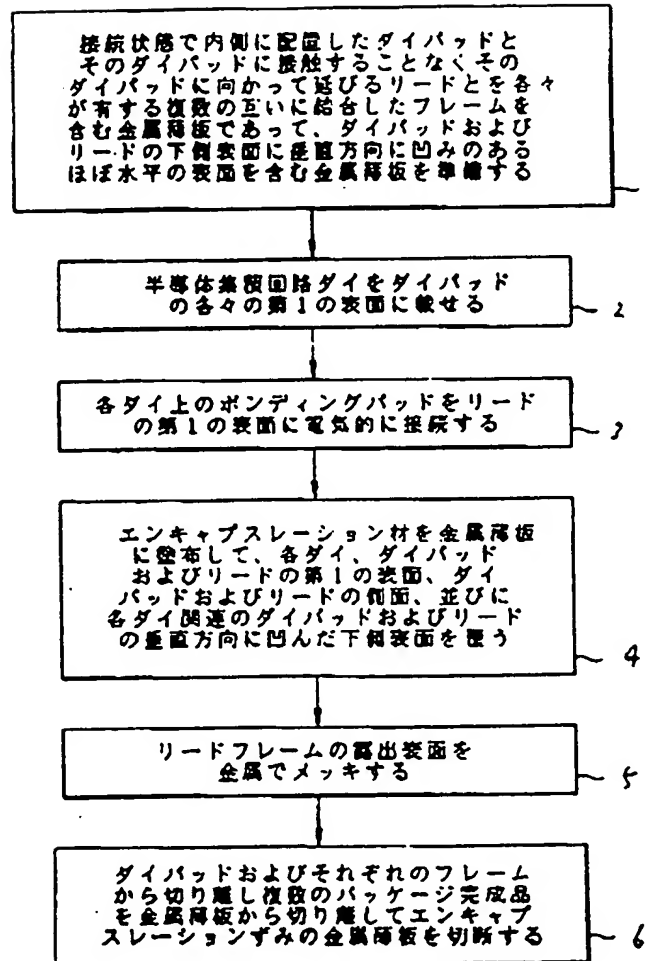 接続状態で内側に配置したダイパッドと
そのダイパッドに接触することなくその
ダイパッドに向かって延びるリードとを各々
が有する複数の互いに結合したフレームを
含む金属薄板であって、ダイパッドおよび
リードの下側表面に垂直方向に凹みのある
ほぼ水平の表面を含む金属薄板を準備する
半導体集積回路ダイをダイパッド
の各々の第1の表面に載せる
2
各ダイ上のボンディングパッドをリード
の第1の表面に電気的に接続する
3
エンキャプスレーション材を金属薄板
に塗布して、各ダイ、ダイパッド
およびリードの第1の表面、ダイ
パッドおよびリードの側面、並びに
各ダイ関連のダイパッドおよびリード
の垂直方向に凹んだ下側表面を覆う
4
リードフレームの露出表面を
金属でメッキする
5
ダイパッドおよびそれぞれのフレーム
から切り離し複数のパッケージ完成品
を金属薄板から切り離してエンキャプ
スレーションずみの金属薄板を切断する
6